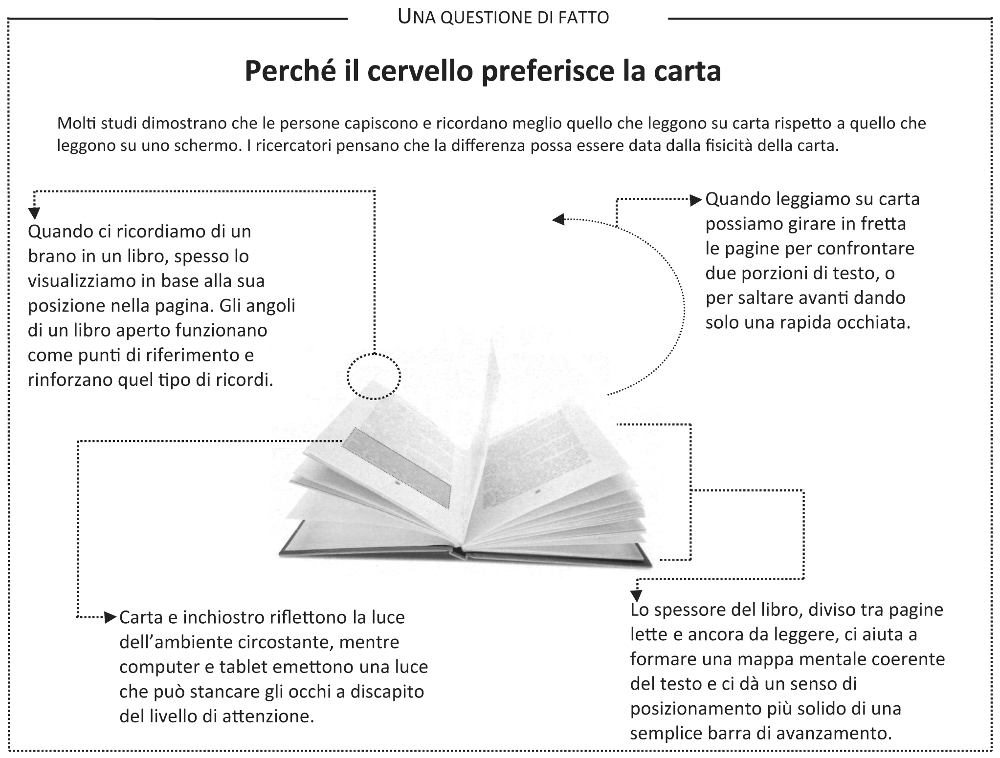 UNA QUESTIONE DI FATTO
Perché il cervello preferisce la carta
Molti studi dimostrano che le persone capiscono e ricordano meglio quello che leggono su carta rispetto a quello che
leggono su uno schermo. I ricercatori pensano che la differenza possa essere data dalla fisicità della carta.
Quando ci ricordiamo di un
brano in un libro, spesso lo
visualizziamo in base alla sua
posizione nella pagina. Gli angoli
di un libro aperto funzionano
come punti di riferimento e
rinforzano quel tipo di ricordi.
Quando leggiamo su carta
possiamo girare in fretta
le pagine per confrontare
due porzioni di testo, o
per saltare avanti dando
solo una rapida occhiata.
Carta e inchiostro riflettono la luce
dell’ambiente circostante, mentre
computer e tablet emettono una luce
che può stancare gli occhi a discapito
del livello di attenzione.
Lo spessore del libro, diviso tra pagine
lette e ancora da leggere, ci aiuta a
formare una mappa mentale coerente
del testo e ci dà un senso di
posizionamento più solido di una
semplice barra di avanzamento.